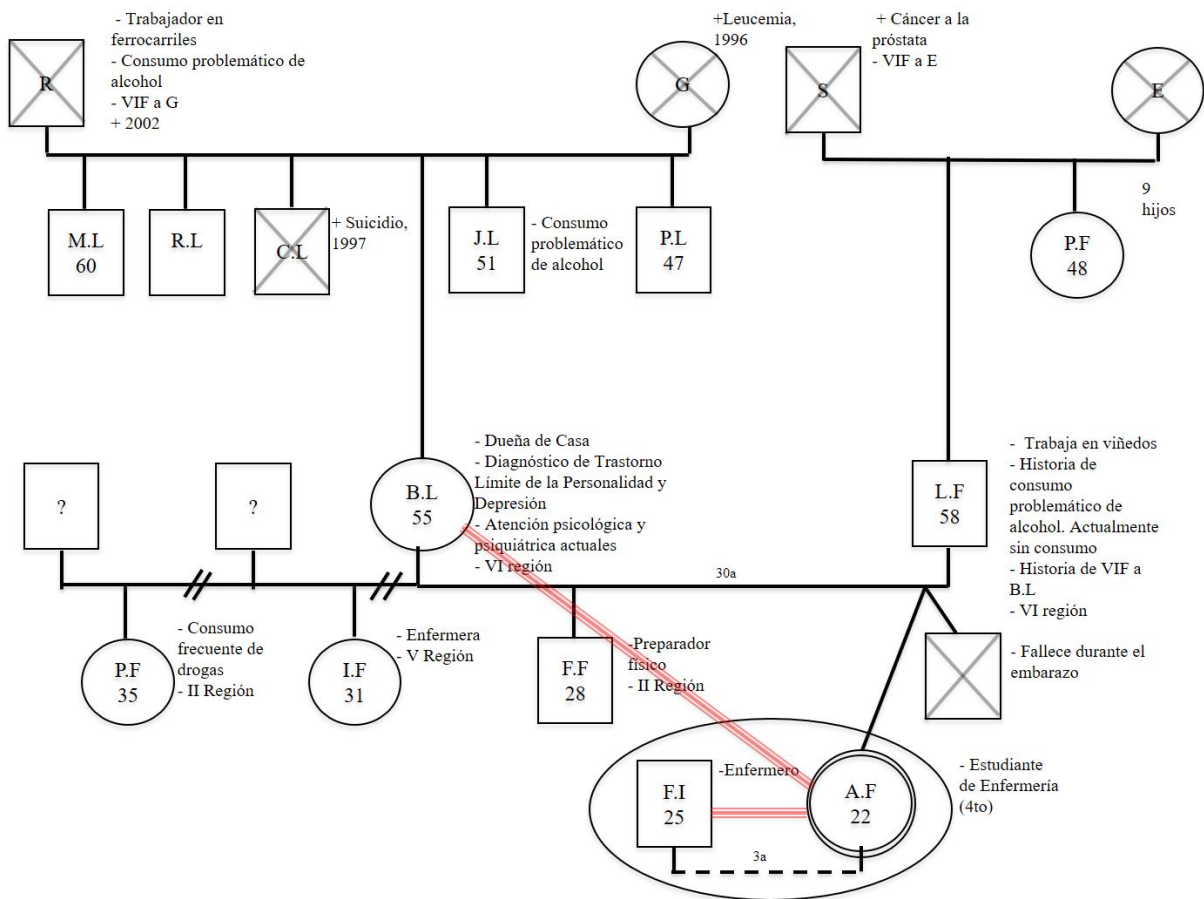 - Trabajador en
ferrocarriles
- Consumo problemático de
alcohol
- VIF a G
+ 2002
R
+Leucemia,
1996
G
+ Cáncer a la
próstata
- VIF a E
S
E
9
hijos
M.L
60
R.L
C.L
+ Suicidio,
1997
J.L
51
- Consumo
problemático
de alcohol
P.L
47
P.F
48
?
?
B.L
55
- Dueña de Casa
- Diagnóstico de Trastorno
Límite de la Personalidad y
Depresión
- Atención psicológica y
psiquiátrica actuales
- VI región
L.F
58
- Trabaja en viñedos
- Historia de
consumo
problemático de
alcohol. Actualmente
sin consumo
- Historia de VIF a
B.L
- VI región
30a
P.F
35
- Consumo
frecuente de
drogas
- II Región
I.F
31
- Enfermera
- V Región
F.F
28
-Preparador
físico
- II Región
- Fallece durante el
embarazo
F.I
25
-Enfermero
A.F
22
- Estudiante
de Enfermería
(4to)
3a